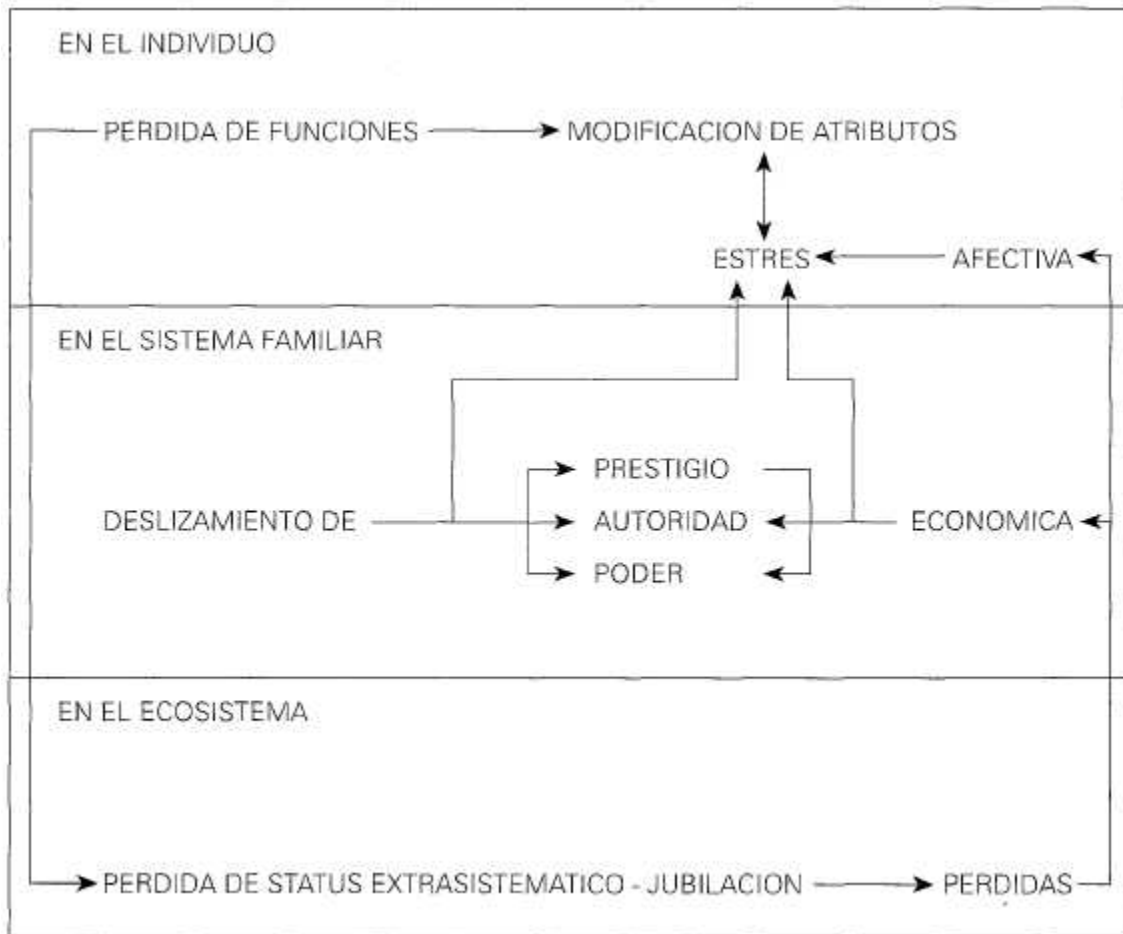 EN EL INDIVIDUO
PERDIDA DE FUNCIONES MODIFICACION DE ATRIBUTOS
ESTRES AFECTIVA
EN EL SISTEMA FAMILIAR
PRESTIGIO
DESLIZAMIENTO DE AUTORIDAD ECONOMICA
PODER
EN EL ECOSISTEMA
PERDIDA DE STATUS EXTRASISTEMATICO - JUBILACION PERDIDAS